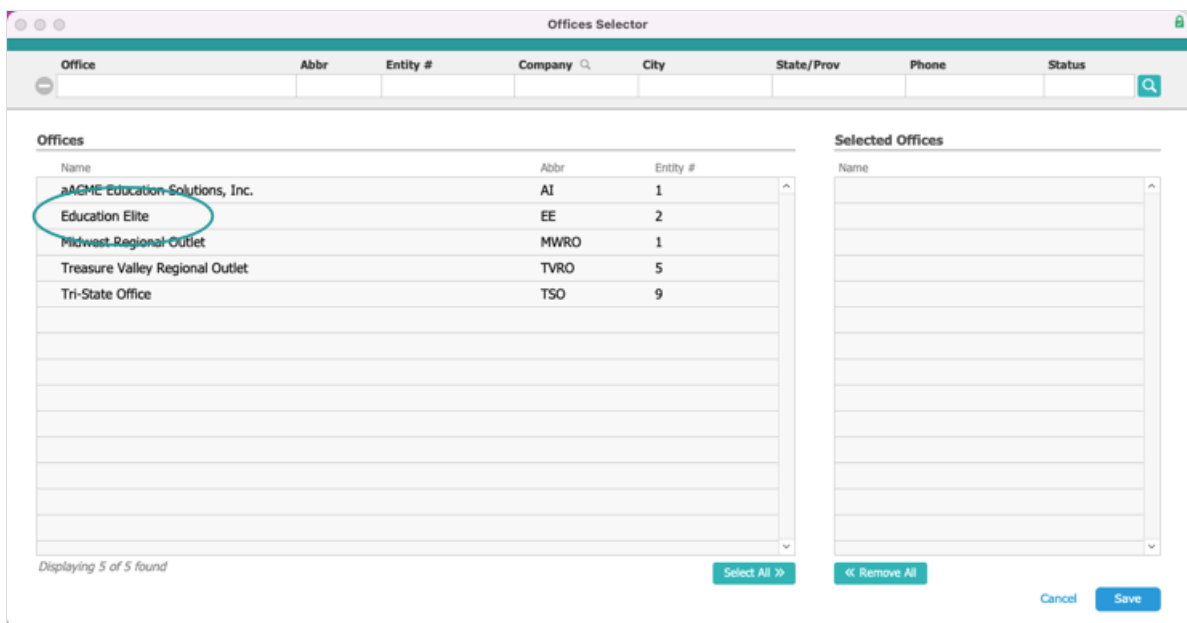 Offices Selector
Office Abbr Entity # Company City State/Prov Phone Status
Offices Selected Offices
Name Abbr Entity # Name
aACME Education Solutions, Inc. AI 1
Education Elite EE 2
Midwest Regional Outlet MWRO 1
Treasure Valley Regional Outlet TVRO 5
Tri-State Office TSO 9
Displaying 5 of 5 found
Select All » « Remove All
Cancel Save